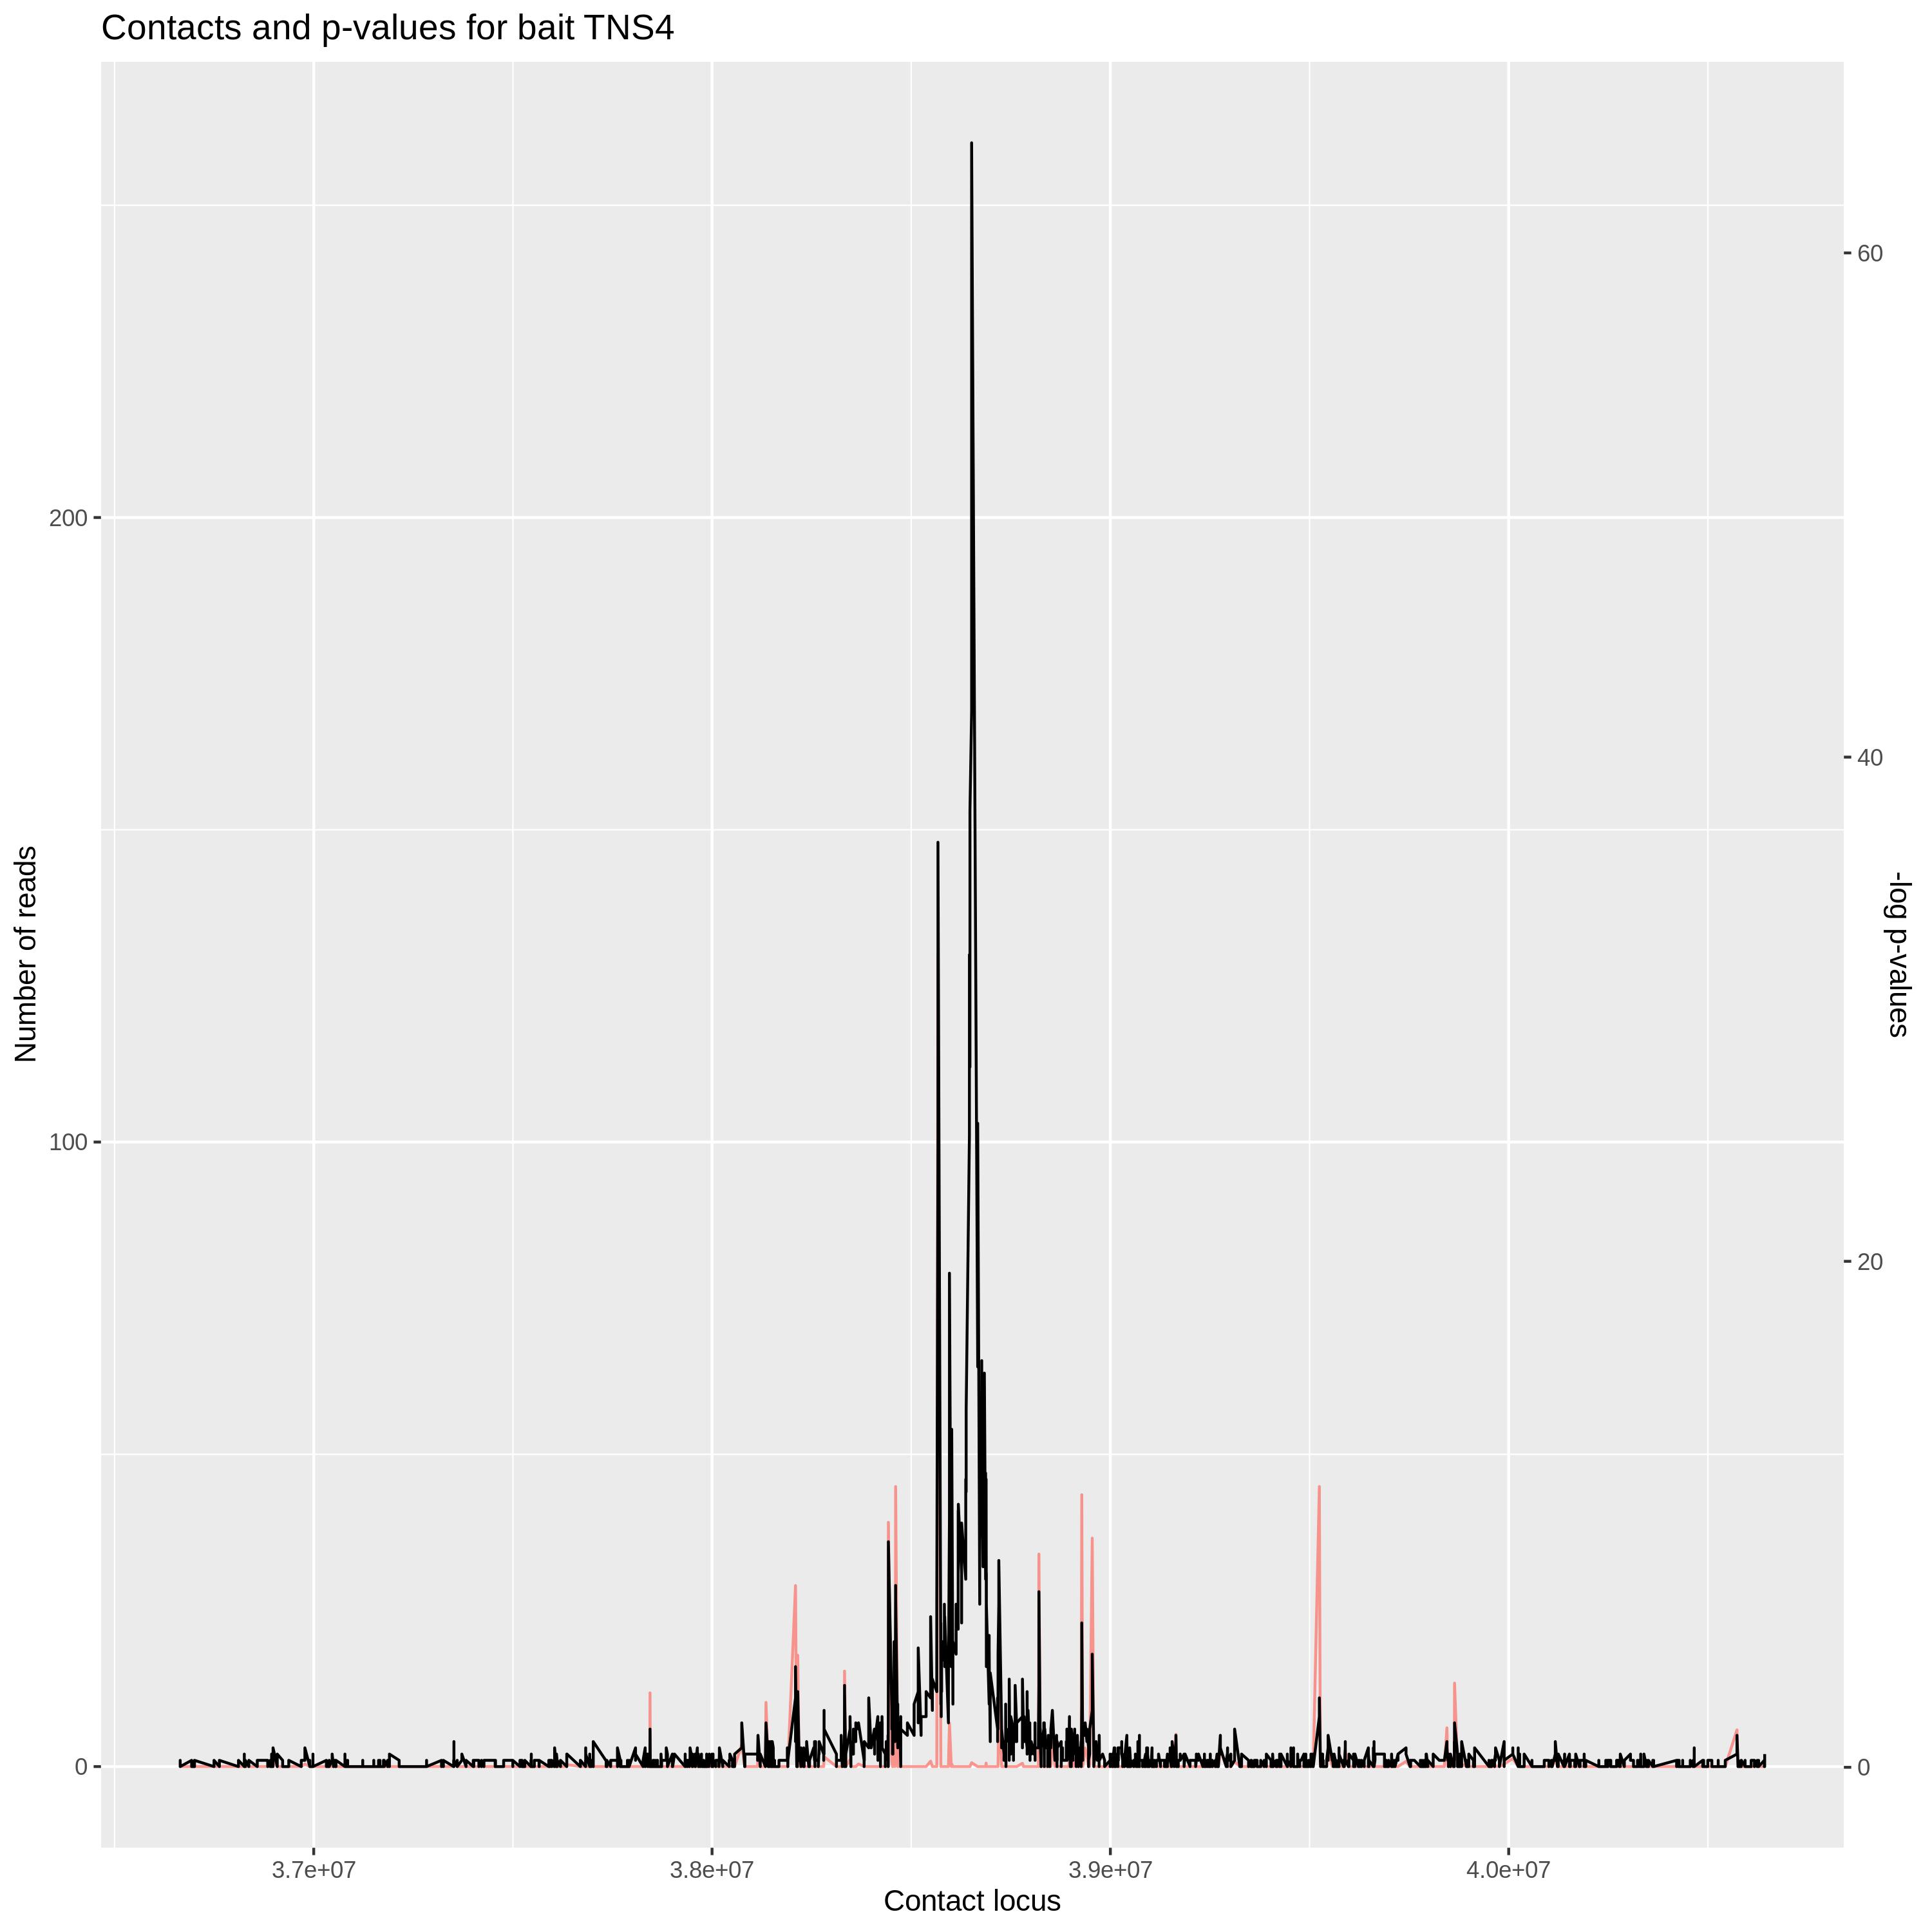 Contacts and p-values for bait TNS4
200
100
0
Number of reads
60
40
20
0
-log p-values
3.7e+07
3.8e+07
3.9e+07
4.0e+07
Contact locus